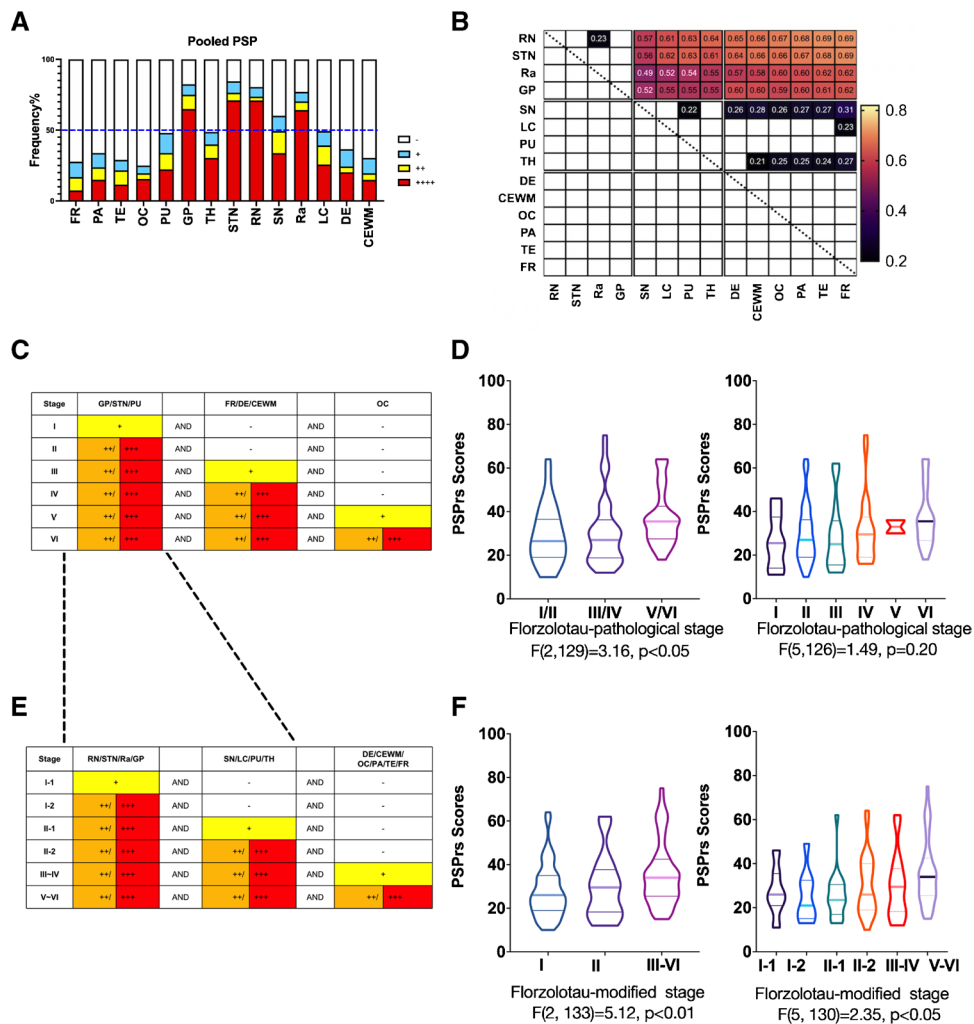 A
Pooled PSP
Frequency%
100
50
0
-
+
++
++++
FR
PA
TE
OC
PU
GP
TH
STN
RN
SN
Ra
LC
DE
CEWM
B
RN 0.23 0.57 0.61 0.63 0.64 0.65 0.66 0.67 0.68 0.69 0.69
STN 0.56 0.62 0.63 0.61 0.64 0.66 0.66 0.67 0.68 0.69
Ra 0.49 0.52 0.54 0.55 0.57 0.58 0.60 0.60 0.62 0.62
GP 0.52 0.55 0.55 0.55 0.60 0.60 0.59 0.60 0.61 0.62
SN 0.22 0.26 0.28 0.26 0.27 0.27 0.31
LC 0.23
PU
TH 0.21 0.25 0.25 0.24 0.27
DE
CEWM
OC
PA
TE
FR
RN
STN
Ra
GP
SN
LC
PU
TH
DE
CEWM
OC
PA
TE
FR
0.8
0.6
0.4
0.2
C
Stage GP/STN/PU FR/DE/CEWM OC
I + AND - AND -
II ++/ +++ AND - AND -
III ++/ +++ AND + AND -
IV ++/ +++ AND ++/ +++ AND -
V ++/ +++ AND ++/ +++ AND +
VI ++/ +++ AND ++/ +++ AND ++/ +++
D
PSPrs Scores
100
80
60
40
20
0
I/II III/IV V/VI
Florzolotau-pathological stage
F(2,129)=3.16, p<0.05
PSPrs Scores
100
80
60
40
20
0
I II III IV V VI
Florzolotau-pathological stage
F(5,126)=1.49, p=0.20
E
Stage RN/STN/Ra/GP SN/LC/PU/TH DE/CEWM/
OC/PA/TE/FR
I-1 + AND - AND -
I-2 ++/ +++ AND - AND -
II-1 ++/ +++ AND + AND -
II-2 ++/ +++ AND ++/ +++ AND -
III~IV ++/ +++ AND ++/ +++ AND +
V~VI ++/ +++ AND ++/ +++ AND ++/ +++
F
PSPrs Scores
100
80
60
40
20
0
I II III-VI
Florzolotau-modified stage
F(2, 133)=5.12, p<0.01
PSPrs Scores
100
80
60
40
20
0
I-1 I-2 II-1 II-2 III-IV V-VI
Florzolotau-modified stage
F(5, 130)=2.35, p<0.05